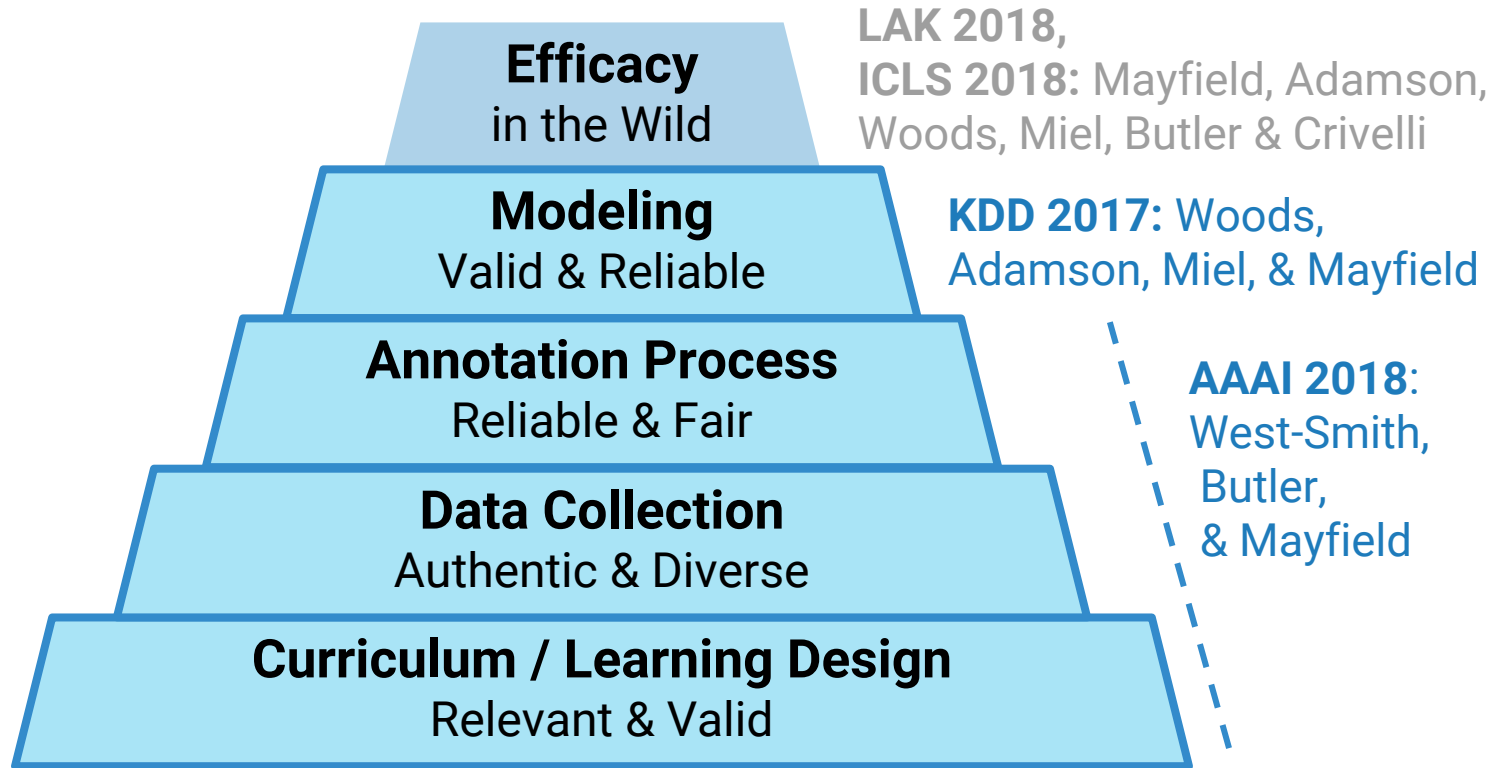 Efficacy
in the Wild
LAK 2018,
ICLS 2018: Mayfield, Adamson,
Woods, Miel, Butler & Crivelli
Modeling
Valid & Reliable
KDD 2017: Woods,
Adamson, Miel, & Mayfield
Annotation Process
Reliable & Fair
AAAI 2018:
West-Smith,
Butler,
& Mayfield
Data Collection
Authentic & Diverse
Curriculum / Learning Design
Relevant & Valid